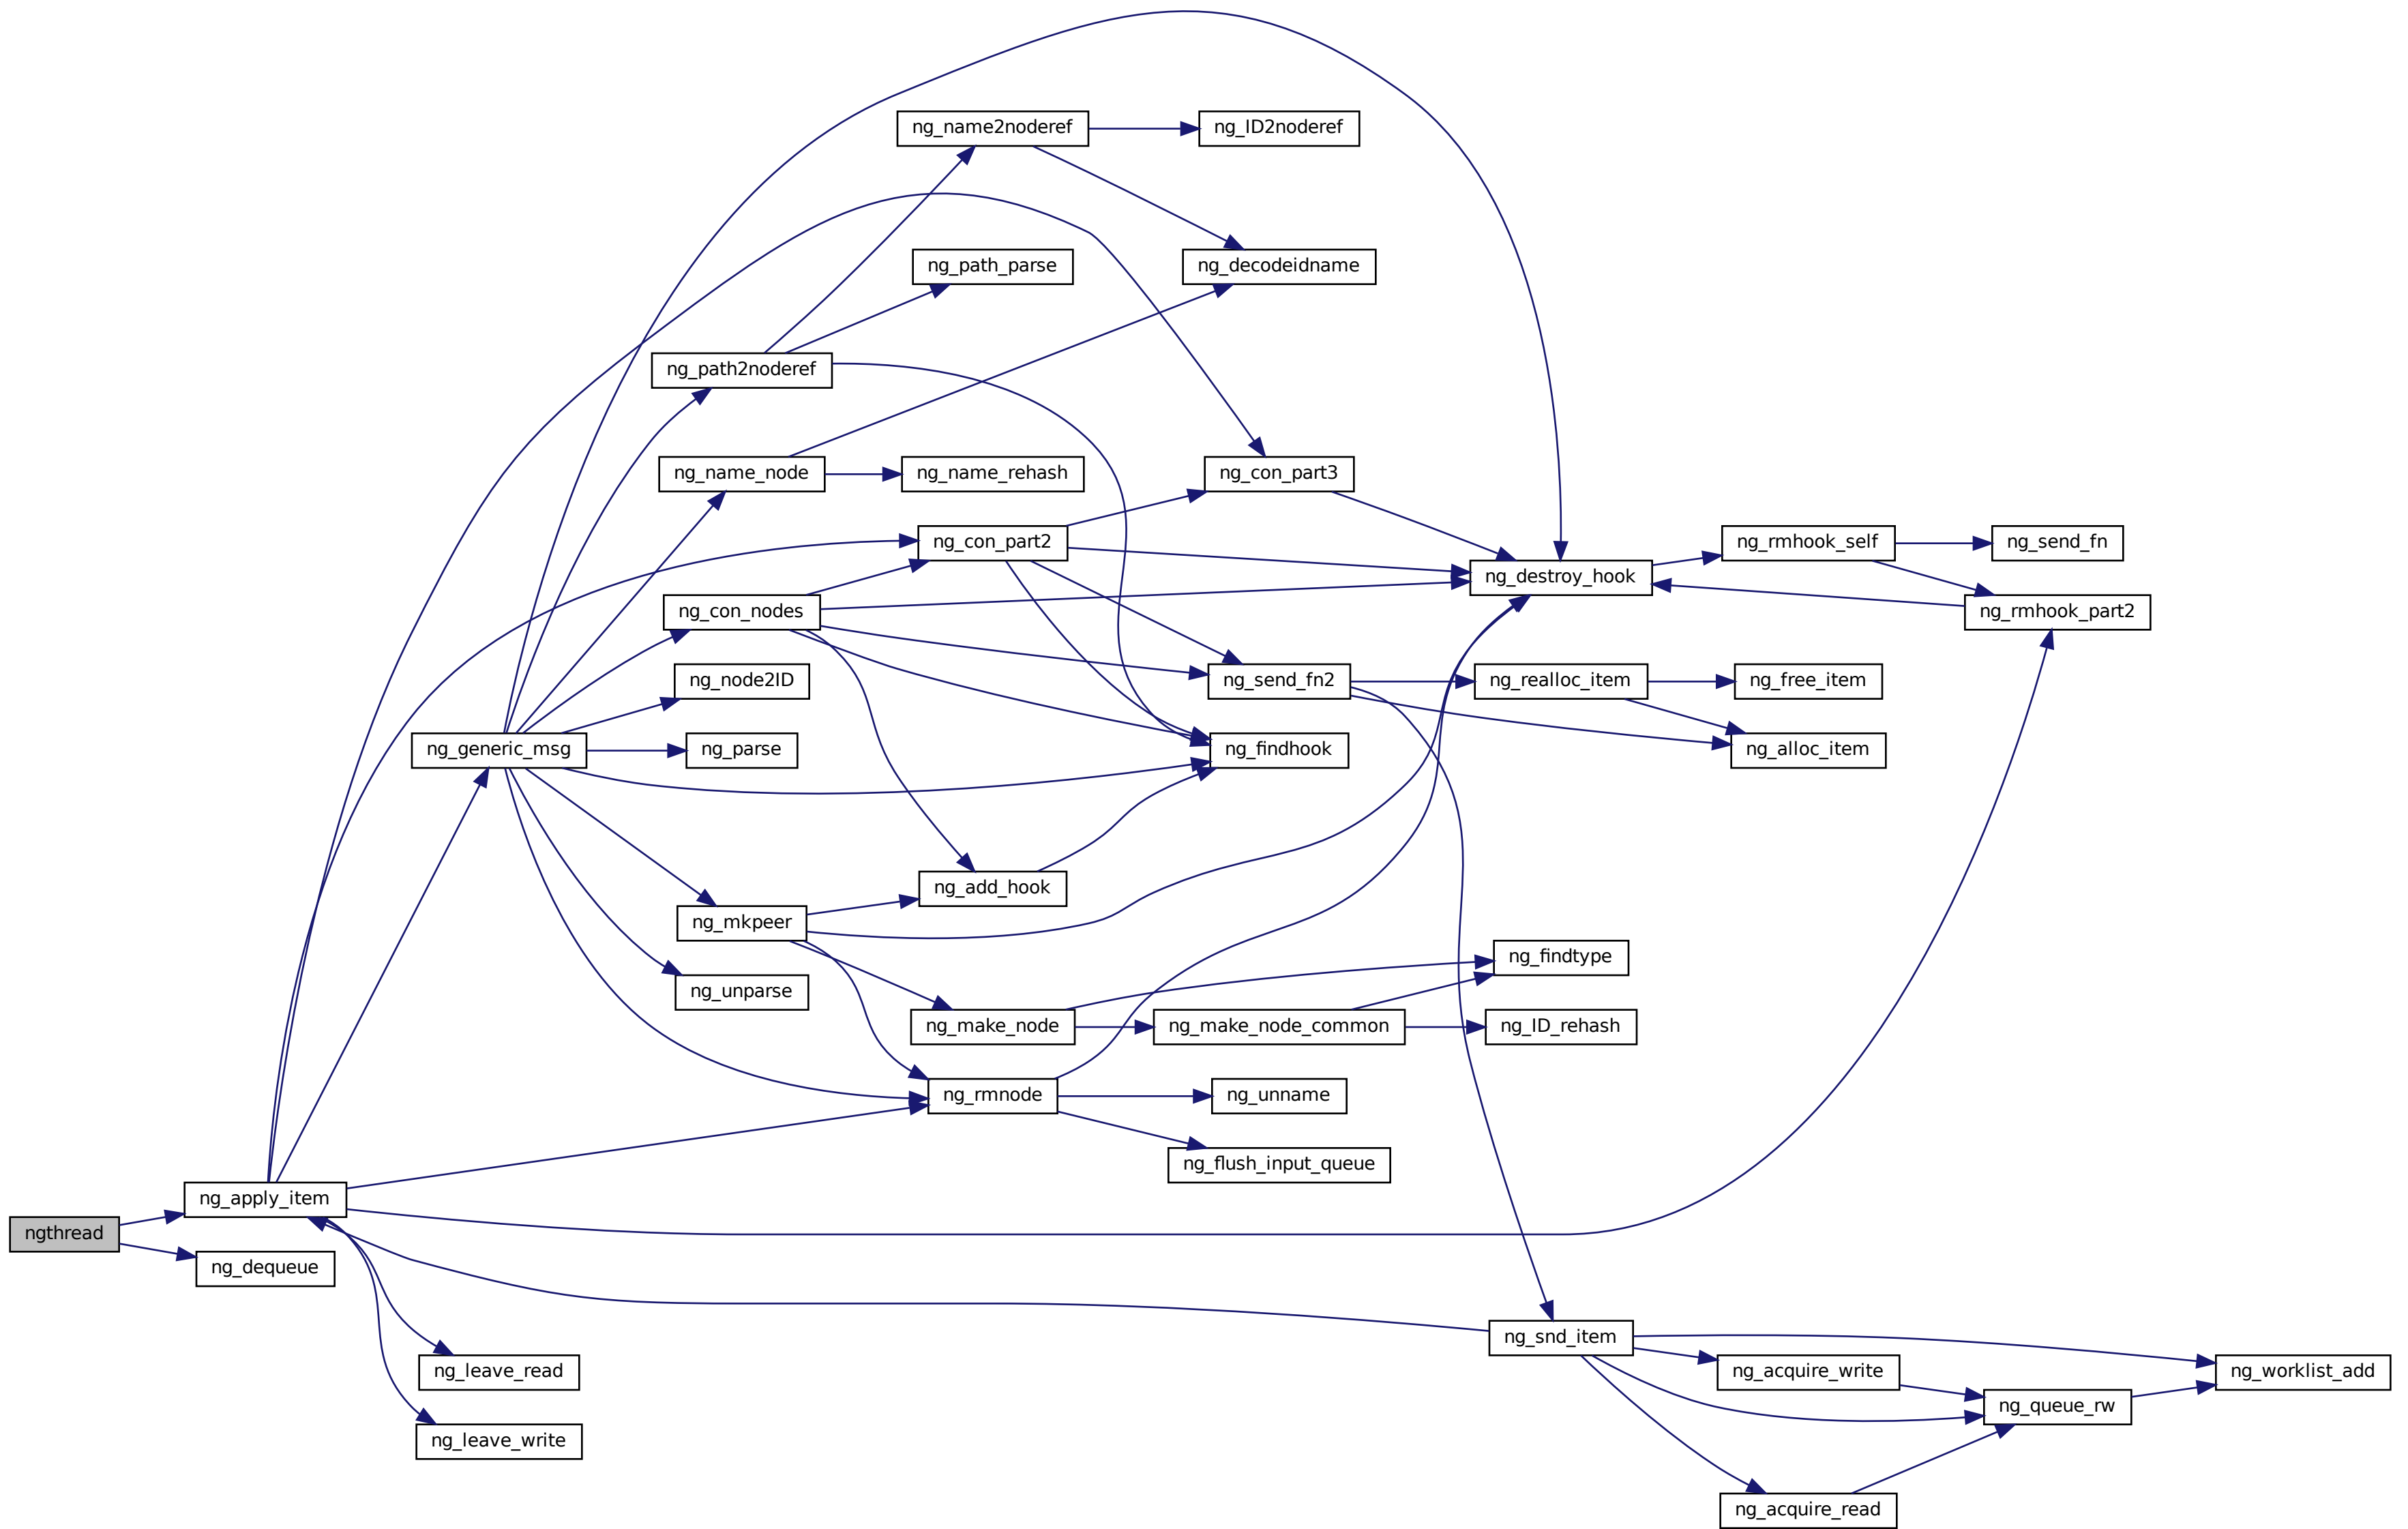 ng_name2noderef
ng_ID2noderef
ng_path_parse
ng_decodeidname
ng_path2noderef
ng_name_node
ng_name_rehash
ng_con_part3
ng_con_part2
ng_rmhook_self
ng_send_fn
ng_destroy_hook
ng_con_nodes
ng_rmhook_part2
ng_node2ID
ng_send_fn2
ng_realloc_item
ng_free_item
ng_generic_msg
ng_parse
ng_findhook
ng_alloc_item
ng_add_hook
ng_mkpeer
ng_findtype
ng_unparse
ng_make_node
ng_make_node_common
ng_ID_rehash
ng_rmnode
ng_unname
ng_flush_input_queue
ng_apply_item
ngthread
ng_dequeue
ng_snd_item
ng_leave_read
ng_acquire_write
ng_worklist_add
ng_queue_rw
ng_leave_write
ng_acquire_read